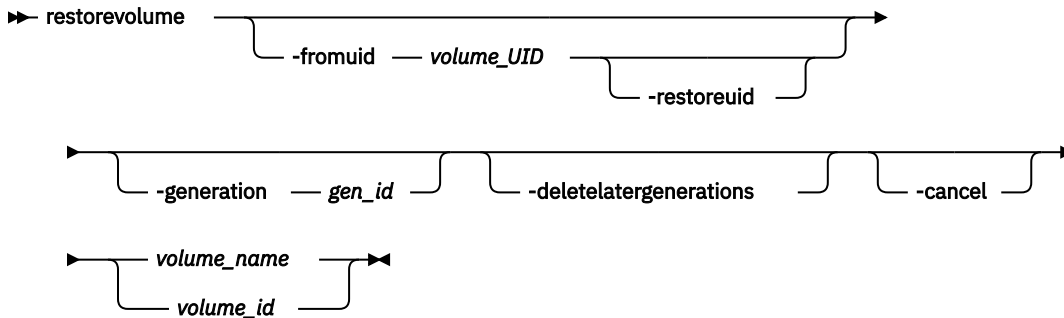 restorevolume
-fromuid volume_UID
-restoreuid
-generation gen_id -deletelatergenerations -cancel
volume_name
volume_id